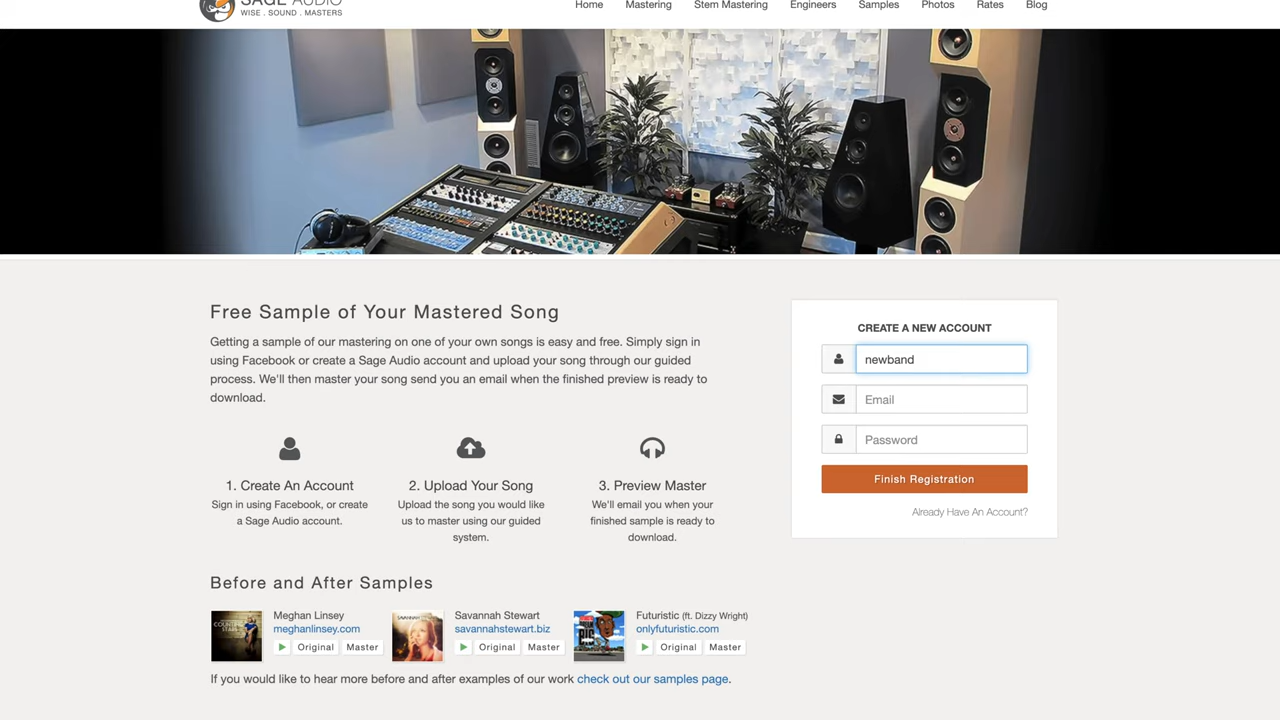 SAGE AUDIO
WISE . SOUND . MASTERS
Home Mastering Stem Mastering Engineers Samples Photos Rates Blog
Free Sample of Your Mastered Song
Getting a sample of our mastering on one of your own songs is easy and free. Simply sign in
using Facebook or create a Sage Audio account and upload your song through our guided
process. We'll then master your song send you an email when the finished preview is ready to
download.
1. Create An Account
Sign in using Facebook, or create
a Sage Audio account.
2. Upload Your Song
Upload the song you would like
us to master using our guided
system.
3. Preview Master
We'll email you when your
finished sample is ready to
download.
CREATE A NEW ACCOUNT
newband
Email
Password
Finish Registration
Already Have An Account?
Before and After Samples
Meghan Linsey
meghanlinsey.com
Original Master
Savannah Stewart
savannahstewart.biz
Original Master
Futuristic (ft. Dizzy Wright)
onlyfuturistic.com
Original Master
If you would like to hear more before and after examples of our work check out our samples page.